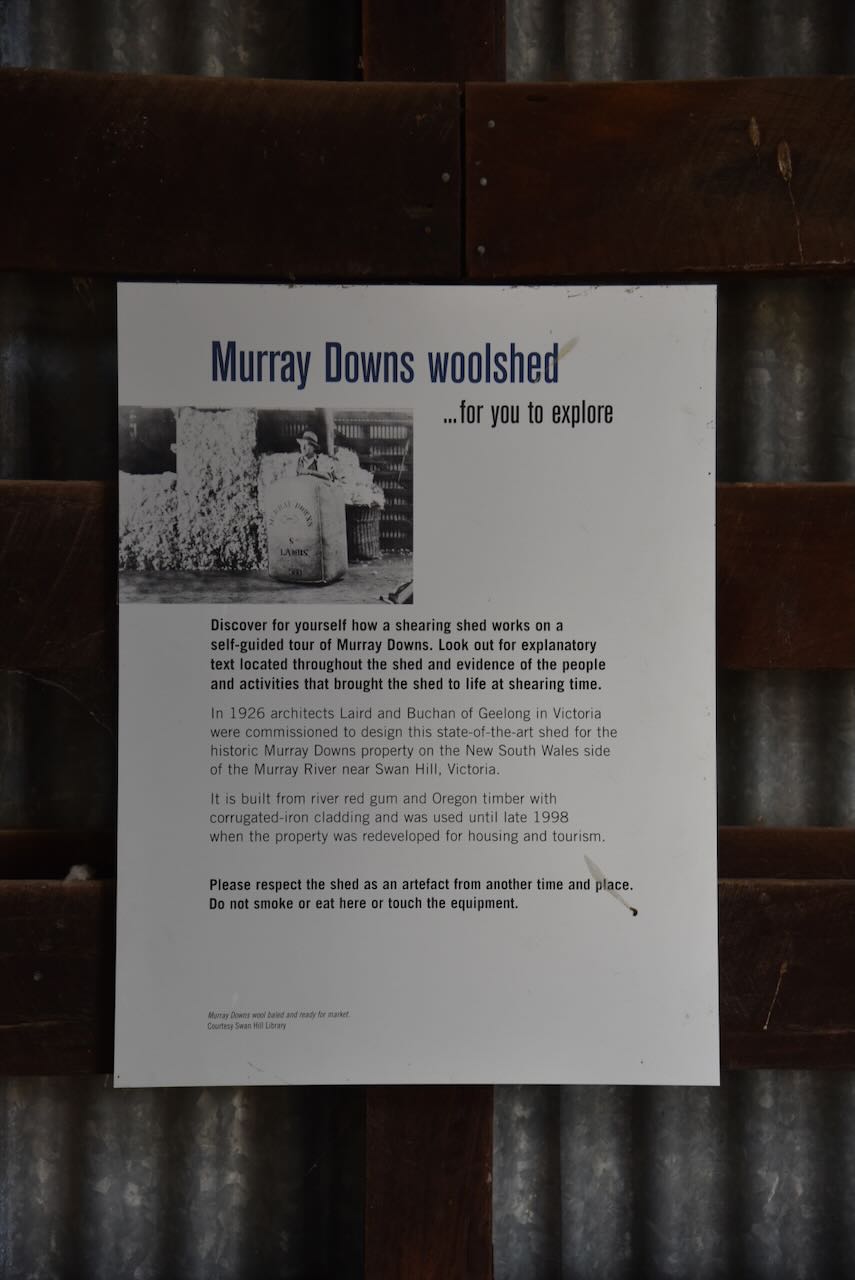 Murray Downs woolshed
...for you to explore
MURRAY DOWNS
S
LAMBS
Discover for yourself how a shearing shed works on a
self-guided tour of Murray Downs. Look out for explanatory
text located throughout the shed and evidence of the people
and activities that brought the shed to life at shearing time.
In 1926 architects Laird and Buchan of Geelong in Victoria
were commissioned to design this state-of-the-art shed for the
historic Murray Downs property on the New South Wales side
of the Murray River near Swan Hill, Victoria.
It is built from river red gum and Oregon timber with
corrugated-iron cladding and was used until late 1998
when the property was redeveloped for housing and tourism.
Please respect the shed as an artefact from another time and place.
Do not smoke or eat here or touch the equipment.
Murray Downs wool baled and ready for market.
Courtesy Swan Hill Library